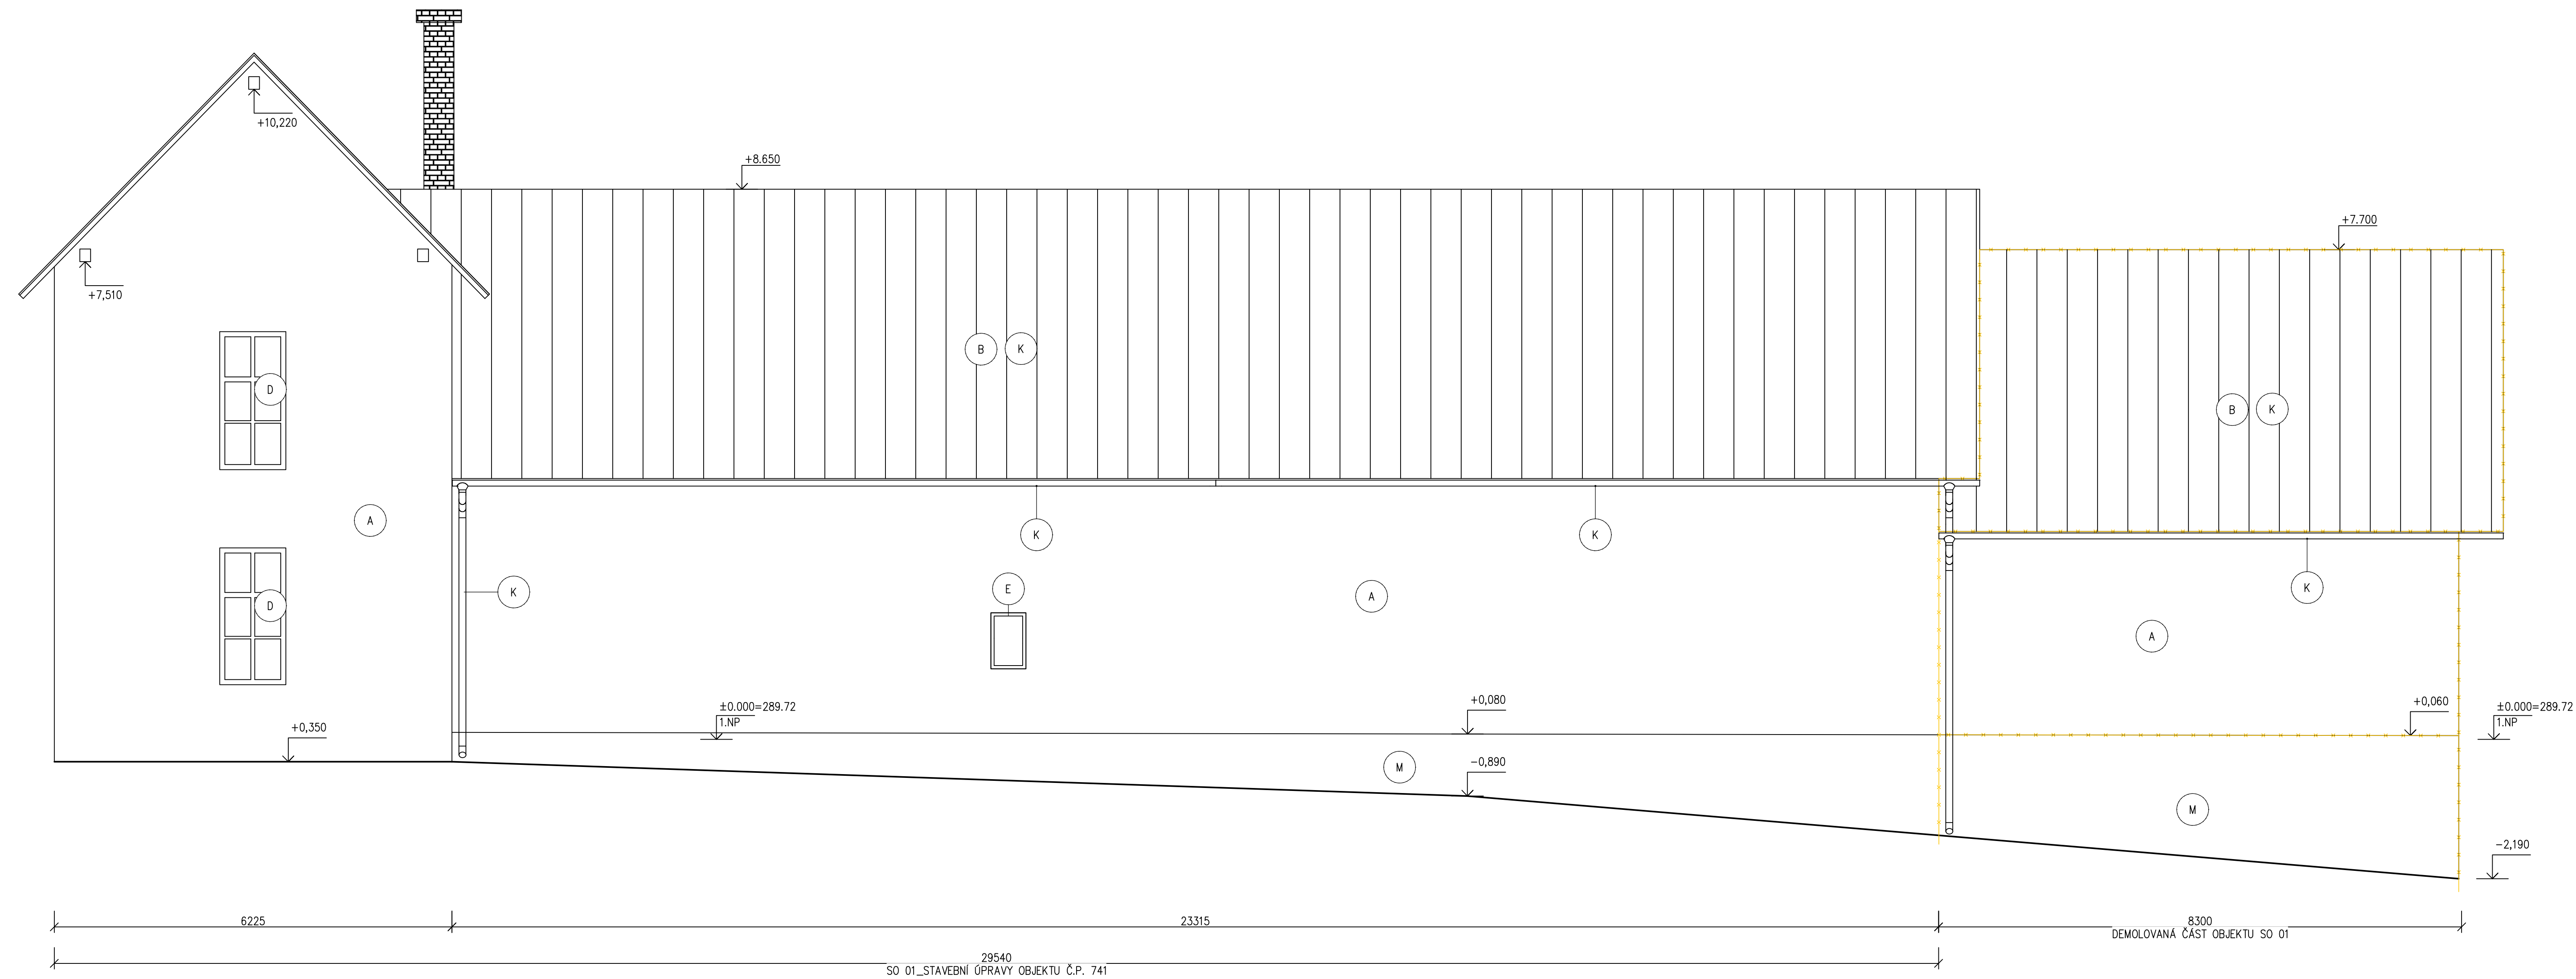 +10,220
+8.650
+7.700
+7,510
B
K
D
B
K
A
K
K
K
E
K
A
D
A
+0,350
±0.000=289.72
1.NP
+0,080
+0,060
±0.000=289.72
1.NP
M
-0,890
M
-2,190
6225
23315
8300
DEMOLOVANÁ ČÁST OBJEKTU SO 01
29540
SO 01_STAVEBNÍ ÚPRAVY OBJEKTU Č.P. 741